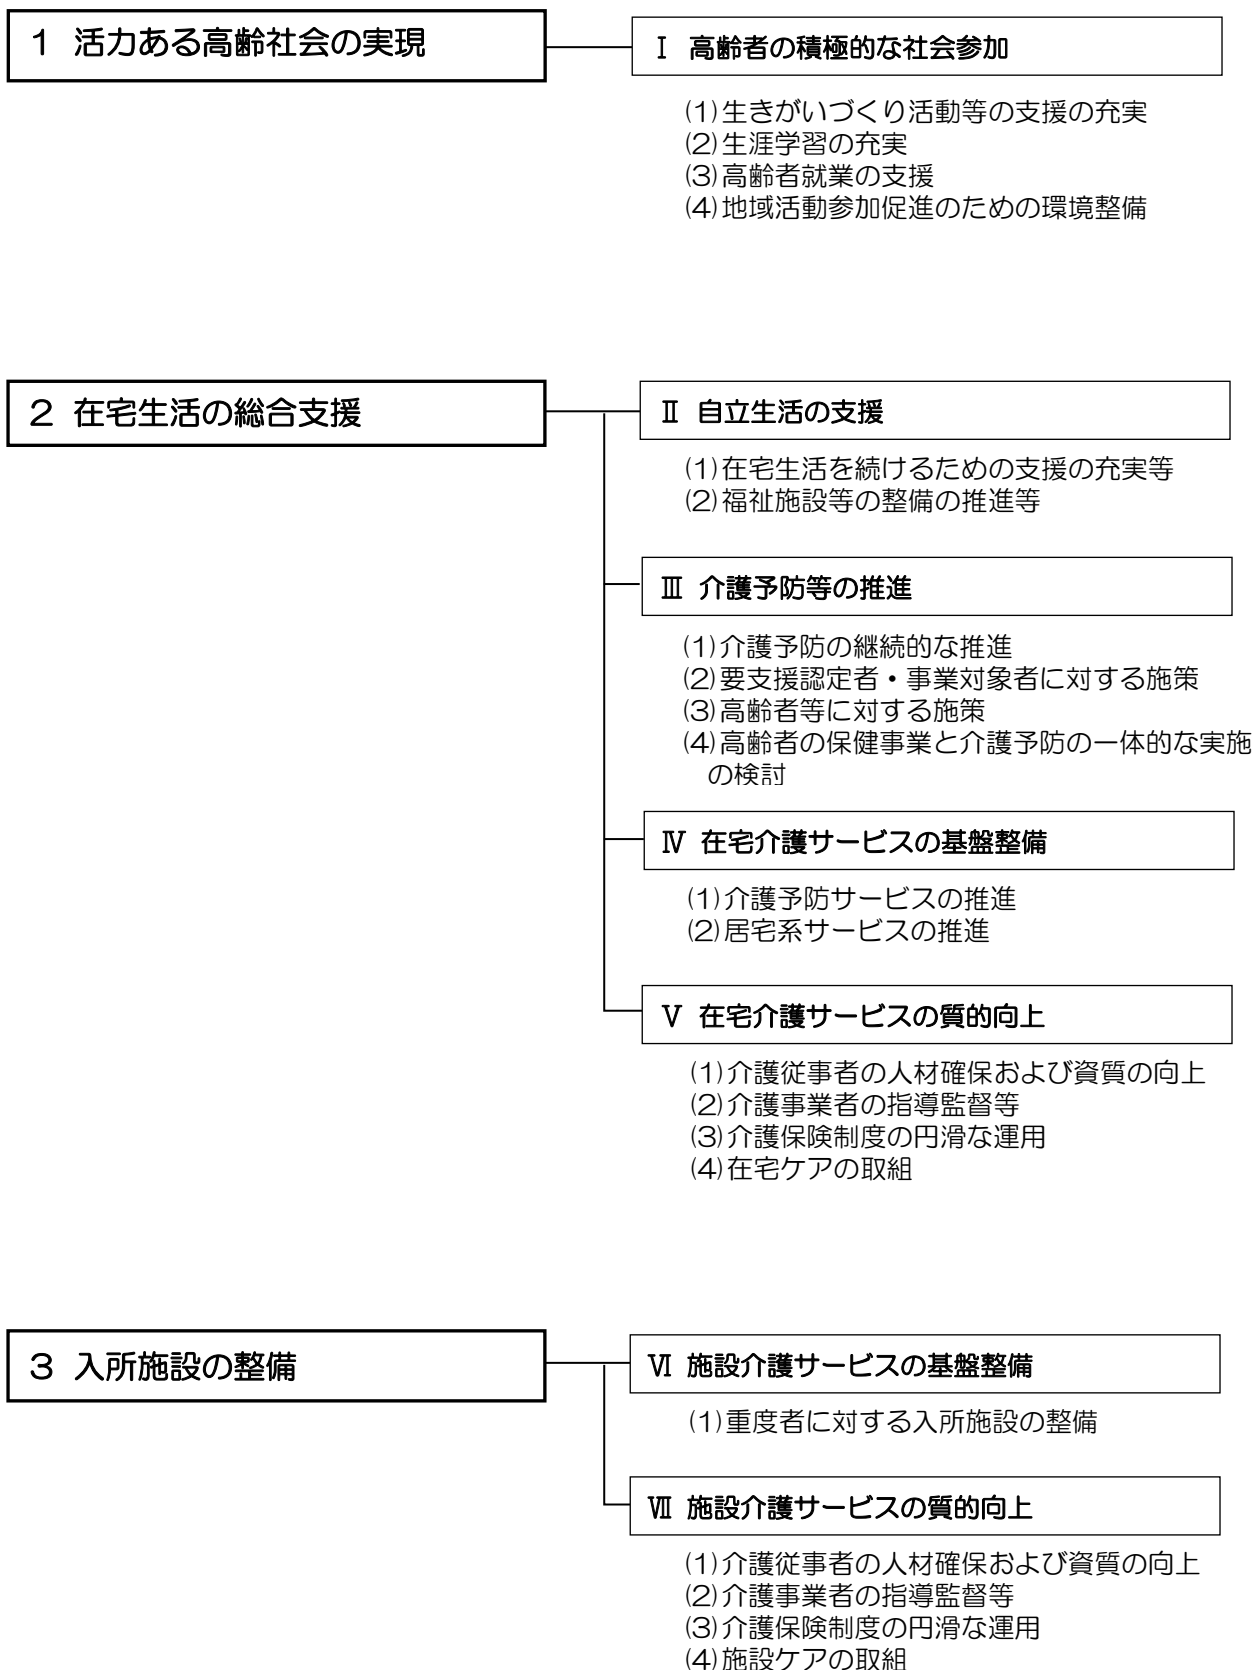 1 活力ある高齢社会の実現
Ⅰ 高齢者の積極的な社会参加
(1)生きがいづくり活動等の支援の充実
(2)生涯学習の充実
(3)高齢者就業の支援
(4)地域活動参加促進のための環境整備
2 在宅生活の総合支援
Ⅱ 自立生活の支援
(1)在宅生活を続けるための支援の充実等
(2)福祉施設等の整備の推進等
Ⅲ 介護予防等の推進
(1)介護予防の継続的な推進
(2)要支援認定者・事業対象者に対する施策
(3)高齢者等に対する施策
(4)高齢者の保健事業と介護予防の一体的な実施
の検討
Ⅳ 在宅介護サービスの基盤整備
(1)介護予防サービスの推進
(2)居宅系サービスの推進
Ⅴ 在宅介護サービスの質的向上
(1)介護従事者の人材確保および資質の向上
(2)介護事業者の指導監督等
(3)介護保険制度の円滑な運用
(4)在宅ケアの取組
3 入所施設の整備
Ⅵ 施設介護サービスの基盤整備
(1)重度者に対する入所施設の整備
Ⅶ 施設介護サービスの質的向上
(1)介護従事者の人材確保および資質の向上
(2)介護事業者の指導監督等
(3)介護保険制度の円滑な運用
(4)施設ケアの取組